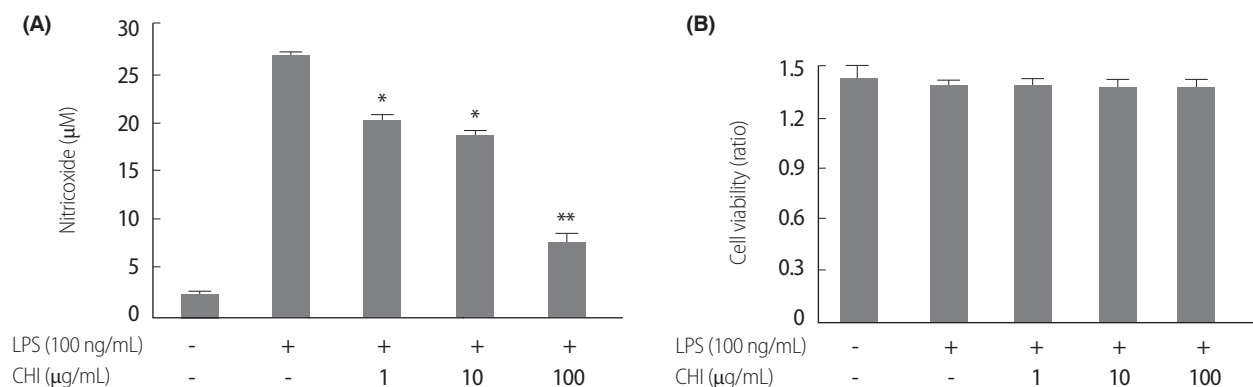 (A)
Nitricoxide (μM)
30
25
20
15
10
5
0
*
*
**
LPS (100 ng/mL) - + + + +
CHI (μg/mL) - - 1 10 100
(B)
Cell viability (ratio)
1.5
1.2
0.9
0.6
0.3
0
LPS (100 ng/mL) - + + + +
CHI (μg/mL) - - 1 10 100